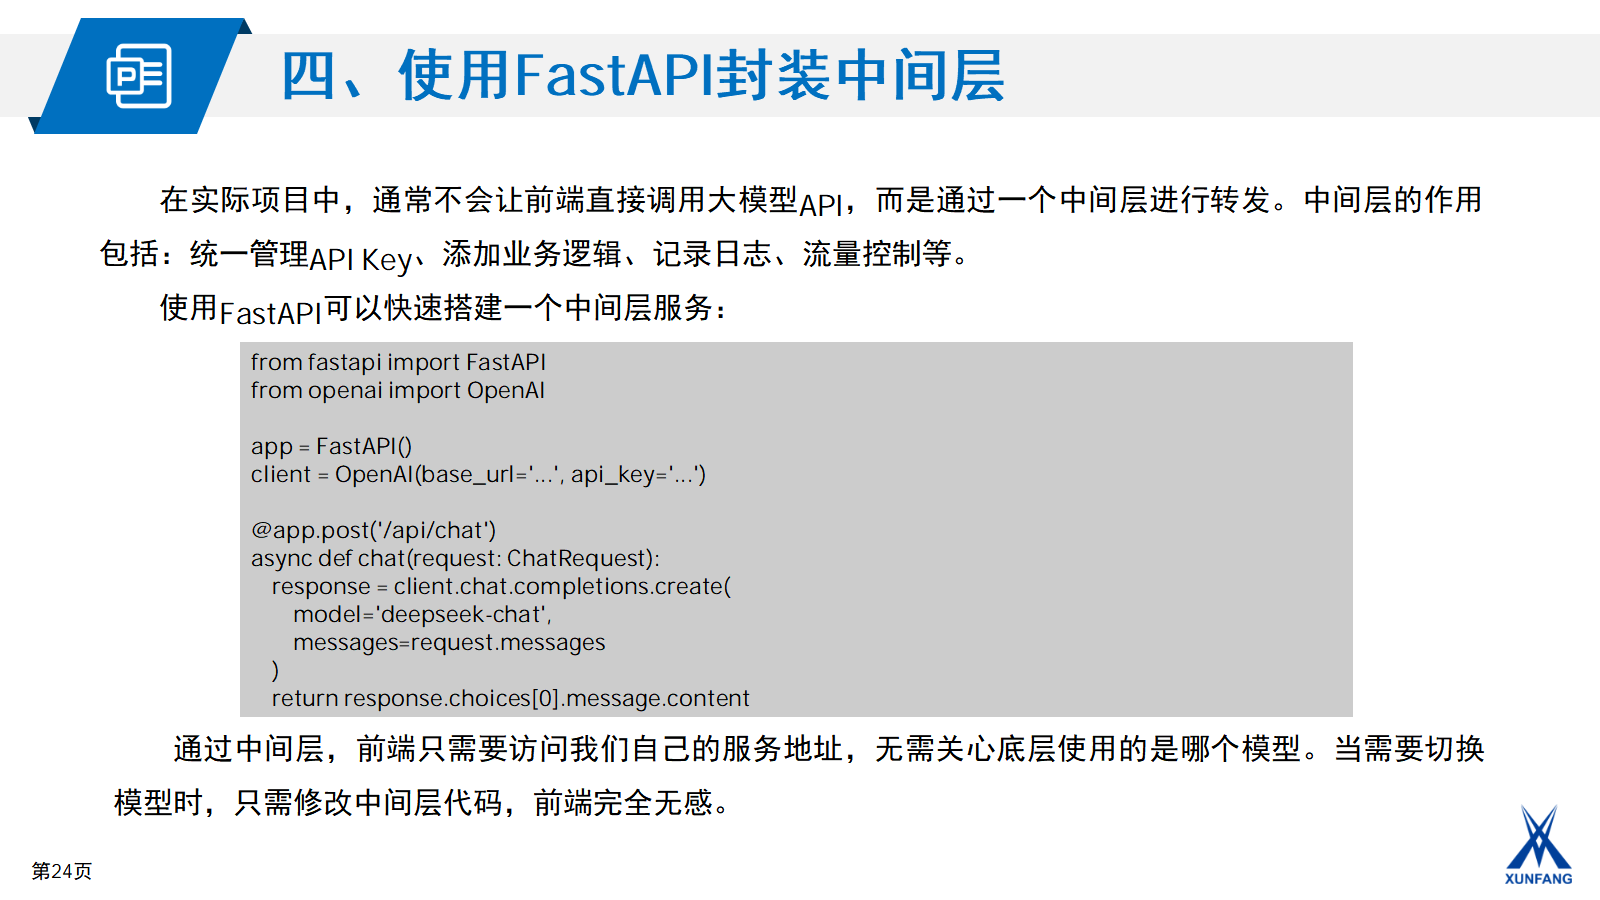 四、使用FastAPI封装中间层
在实际项目中，通常不会让前端直接调用大模型API，而是通过一个中间层进行转发。中间层的作用
包括：统一管理API Key、添加业务逻辑、记录日志、流量控制等。
使用FastAPI可以快速搭建一个中间层服务：
from fastapi import FastAPI
from openai import OpenAI
app = FastAPI()
client = OpenAI(base_url='...', api_key='...')
@app.post('/api/chat')
async def chat(request: ChatRequest):
response = client.chat.completions.create(
model='deepseek-chat',
messages=request.messages
)
return response.choices[0].message.content
通过中间层，前端只需要访问我们自己的服务地址，无需关心底层使用的是哪个模型。当需要切换
模型时，只需修改中间层代码，前端完全无感。
第24页
XUNFANG